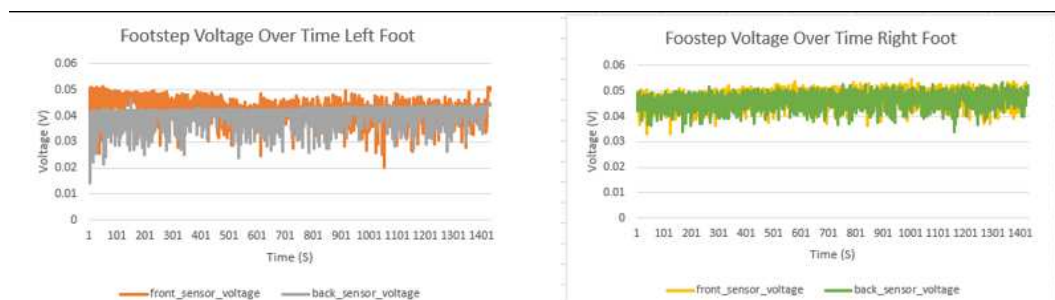 Footstep Voltage Over Time Left Foot
0.06
0.05
0.04
0.03
0.02
0.01
0
Voltage (V)
1 101 201 301 401 501 601 701 801 901 1001 1101 1201 1301 1401
Time (S)
front_sensor_voltage back_sensor_voltage
Foostep Voltage Over Time Right Foot
0.06
0.05
0.04
0.03
0.02
0.01
0
Voltage (V)
1 101 201 301 401 501 601 701 801 901 1001 1101 1201 1301 1401
Time (S)
front_sensor_voltage back_sensor_voltage